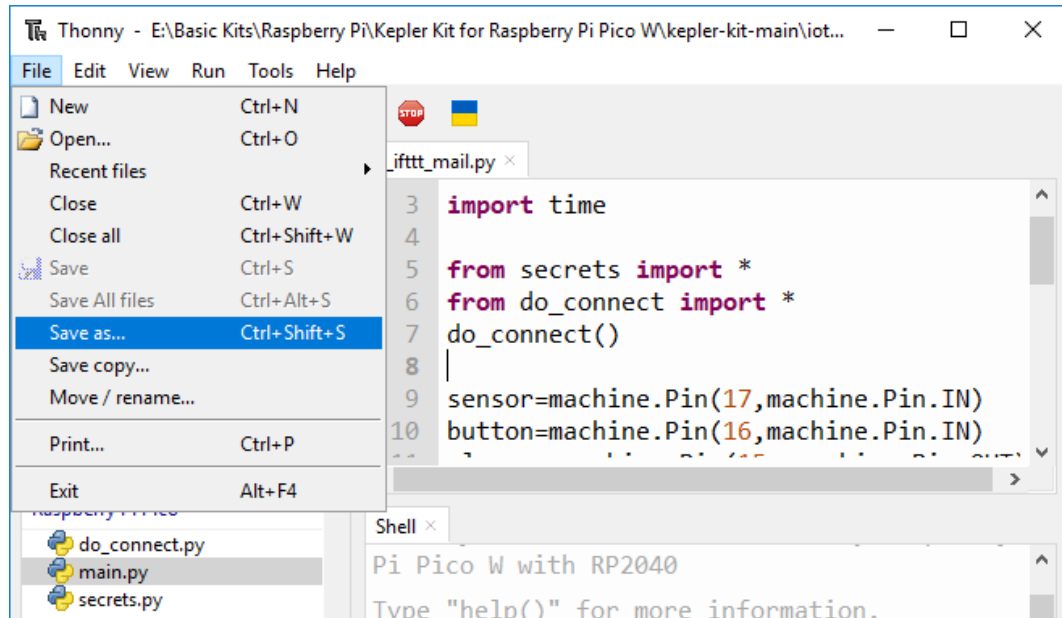 Thonny - E:\Basic Kits\Raspberry Pi\Kepler Kit for Raspberry Pi Pico W\kepler-kit-main\iot...
File Edit View Run Tools Help
New Ctrl+N
Open... Ctrl+O
Recent files
Close Ctrl+W
Close all Ctrl+Shift+W
Save Ctrl+S
Save All files Ctrl+Alt+S
Save as... Ctrl+Shift+S
Save copy...
Move / rename...
Print... Ctrl+P
Exit Alt+F4
STOP
_ifttt_mail.py
3 import time
4
5 from secrets import *
6 from do_connect import *
7 do_connect()
8
9 sensor=machine.Pin(17,machine.Pin.IN)
10 button=machine.Pin(16,machine.Pin.IN)
Raspberry Pi Pico
do_connect.py
main.py
secrets.py
Shell
Pi Pico W with RP2040
Type "help()" for more information.